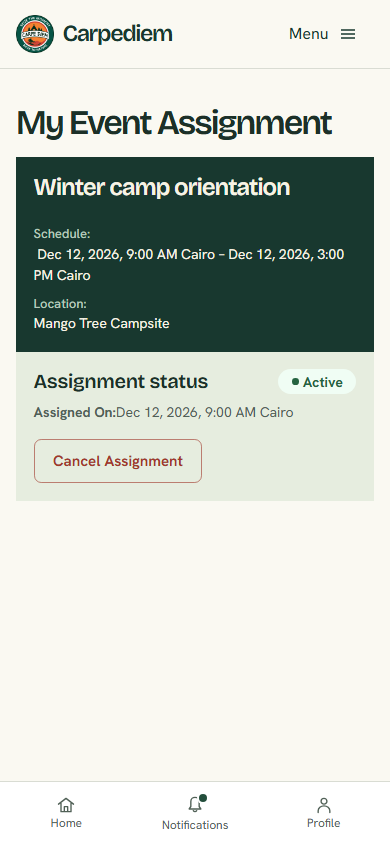 Carpediem
Menu
My Event Assignment
Winter camp orientation
Schedule:
Dec 12, 2026, 9:00 AM Cairo – Dec 12, 2026, 3:00
PM Cairo
Location:
Mango Tree Campsite
Assignment status
Active
Assigned On:Dec 12, 2026, 9:00 AM Cairo
Cancel Assignment
Home
Notifications
Profile